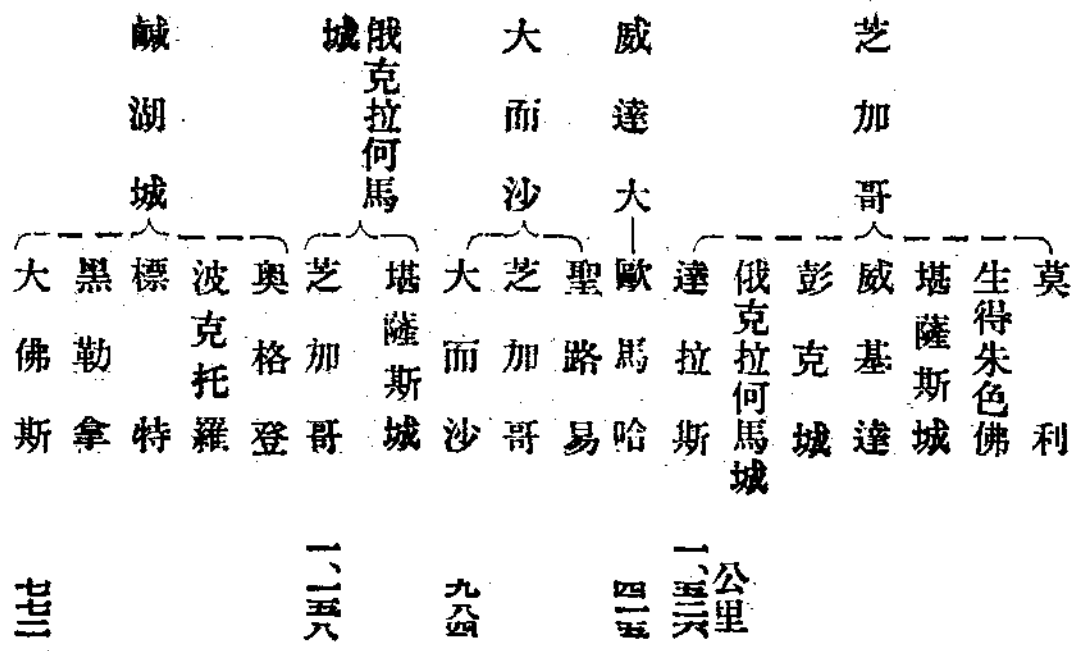 芝加哥
莫利
生得朱色佛
堪薩斯城
威基達
彭克城
俄克拉何馬城
公里
達拉斯
一、五二六
威達大
歐馬哈
四一五
大而沙
聖路易
芝加哥
大而沙
九八四
俄克拉何馬
城
堪薩斯城
芝加哥
一、一五八
鹹湖城
奧格登
波克托羅
標特
黑勒拿
大佛斯
七七二